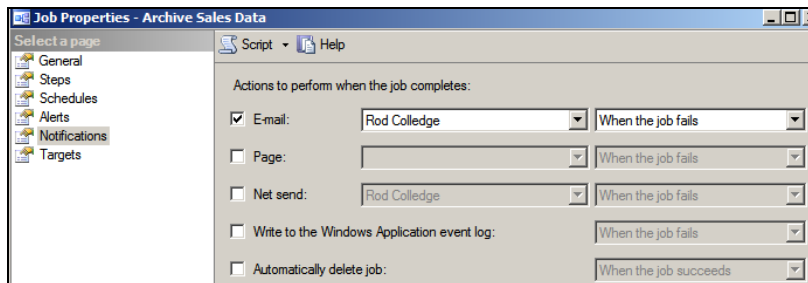 Job Properties - Archive Sales Data
Select a page
General
Steps
Schedules
Alerts
Notifications
Targets
Script Help
Actions to perform when the job completes:
E-mail: Rod Colledge When the job fails
Page: When the job fails
Net send: Rod Colledge When the job fails
Write to the Windows Application event log: When the job fails
Automatically delete job: When the job succeeds